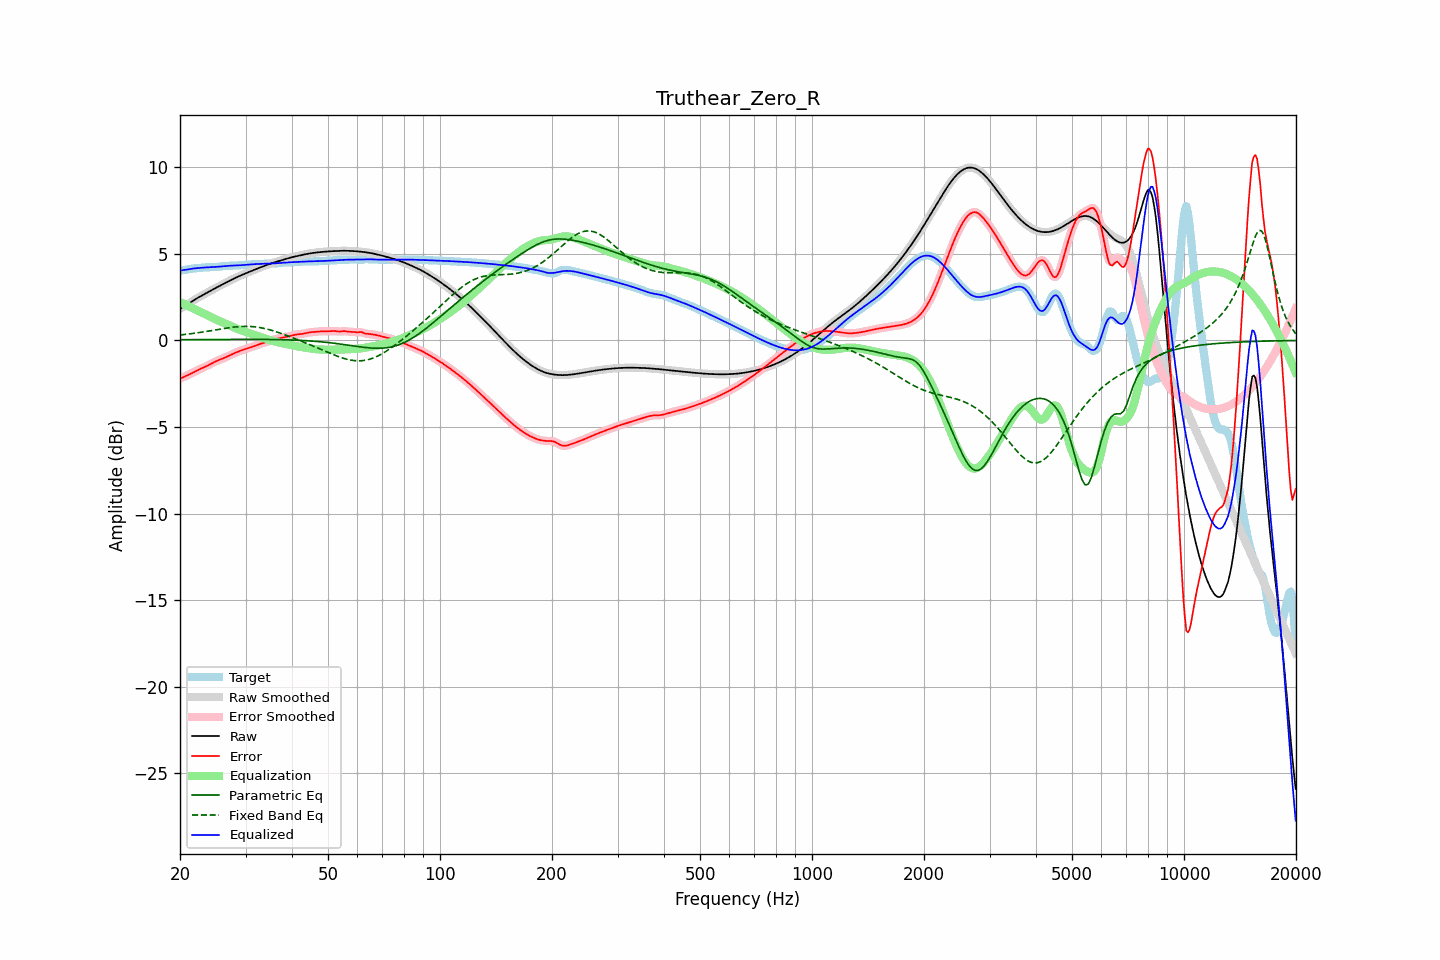 Truthear_Zero_R
10
5
0
−5
−10
−15
−20
−25
Amplitude (dBr)
Target
Raw Smoothed
Error Smoothed
Raw
Error
Equalization
Parametric Eq
Fixed Band Eq
Equalized
20 50 100 200 500 1000 2000 5000 10000 20000
Frequency (Hz)